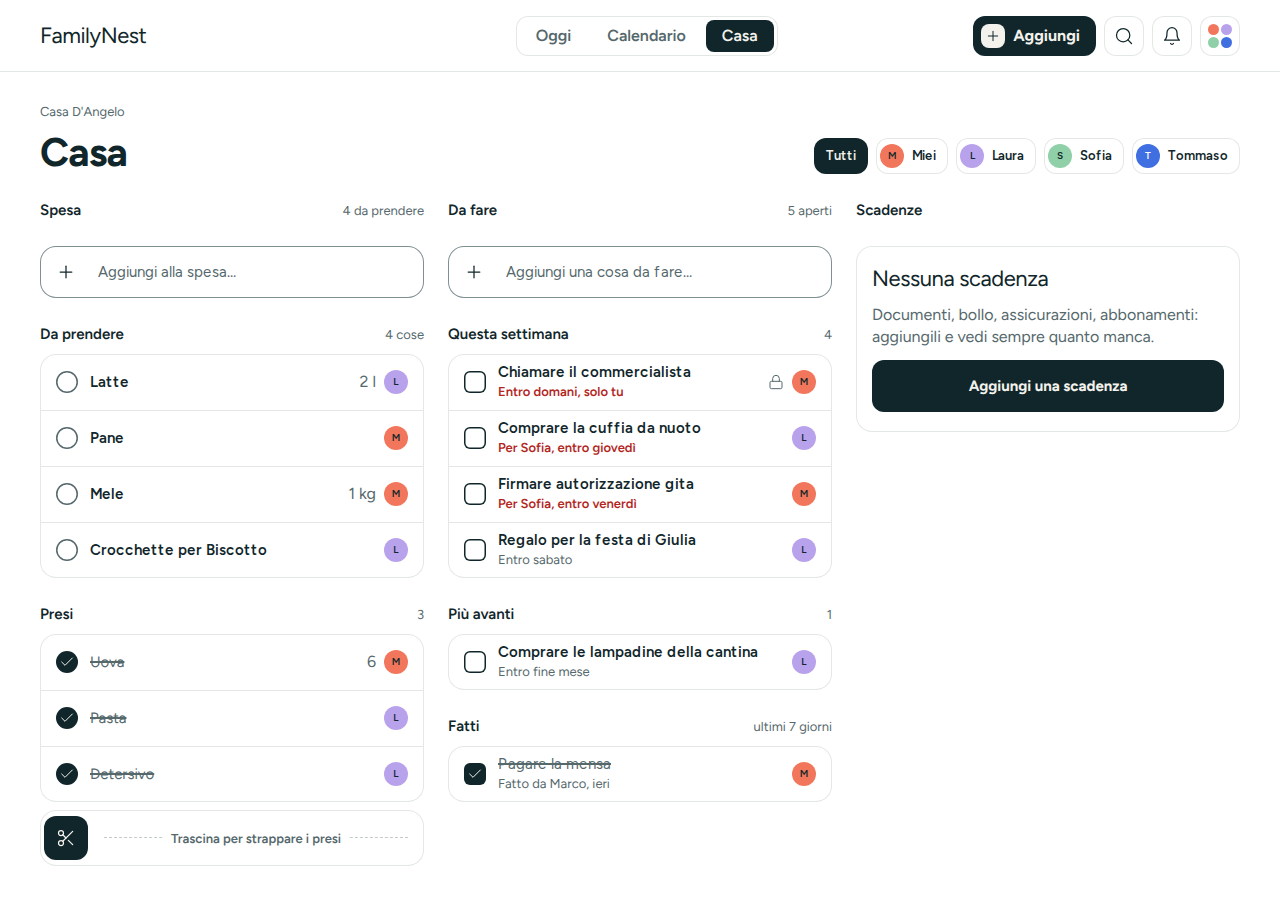 FamilyNest
Oggi
Calendario
Casa
Aggiungi
Casa D'Angelo
Casa
Tutti
M Miei
L Laura
S Sofia
T Tommaso
Spesa
4 da prendere
Aggiungi alla spesa...
Da prendere
4 cose
Latte
2 l
L
Pane
M
Mele
1 kg
M
Crocchette per Biscotto
L
Presi
3
Uova
6
M
Pasta
L
Detersivo
L
Trascina per strappare i presi
Da fare
5 aperti
Aggiungi una cosa da fare...
Questa settimana
4
Chiamare il commercialista
Entro domani, solo tu
M
Comprare la cuffia da nuoto
Per Sofia, entro giovedì
L
Firmare autorizzazione gita
Per Sofia, entro venerdì
M
Regalo per la festa di Giulia
Entro sabato
L
Più avanti
1
Comprare le lampadine della cantina
Entro fine mese
L
Fatti
ultimi 7 giorni
Pagare la mensa
Fatto da Marco, ieri
M
Scadenze
Nessuna scadenza
Documenti, bollo, assicurazioni, abbonamenti:
aggiungili e vedi sempre quanto manca.
Aggiungi una scadenza